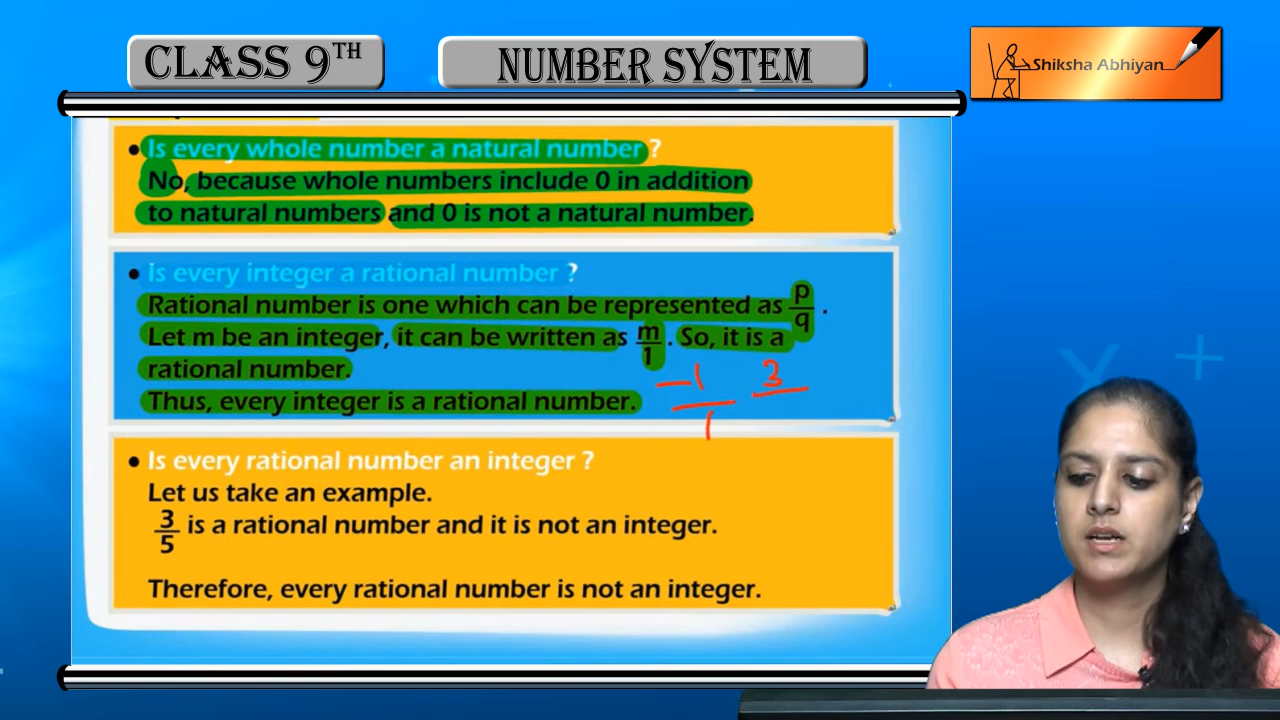 CLASS 9TH
NUMBER SYSTEM
Shiksha Abhiyan
• Is every whole number a natural number ?
No, because whole numbers include 0 in addition
to natural numbers and 0 is not a natural number.
• Is every integer a rational number ?
Rational number is one which can be represented as p/q .
Let m be an integer, it can be written as m/1 . So, it is a
rational number.
Thus, every integer is a rational number.
-1/1 3
• Is every rational number an integer ?
Let us take an example.
3/5 is a rational number and it is not an integer.
Therefore, every rational number is not an integer.